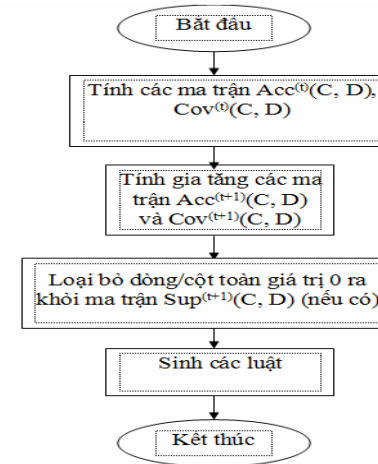 Bắt đầu
Tính các ma trận Acc⁽ᵗ⁾(C, D),
Cov⁽ᵗ⁾(C, D)
Tính gia tăng các ma
trận Acc⁽ᵗ⁺¹⁾(C, D)
và Cov⁽ᵗ⁺¹⁾(C, D)
Loại bỏ dòng/cột toàn giá trị 0 ra
khỏi ma trận Sup⁽ᵗ⁺¹⁾(C, D) (nếu có)
Sinh các luật
Kết thúc